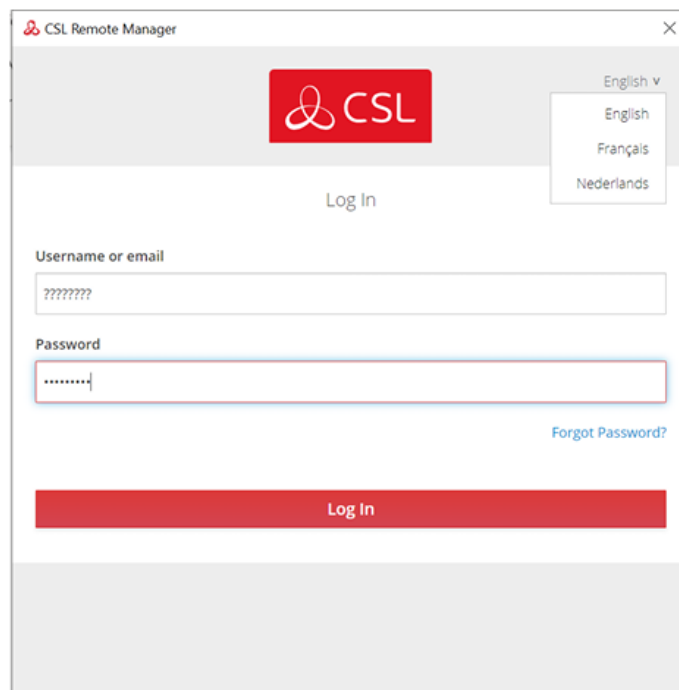 CSL Remote Manager
English ∨
CSL
English
Français
Nederlands
Log In
Username or email
????????
Password
•••••••••
Forgot Password?
Log In